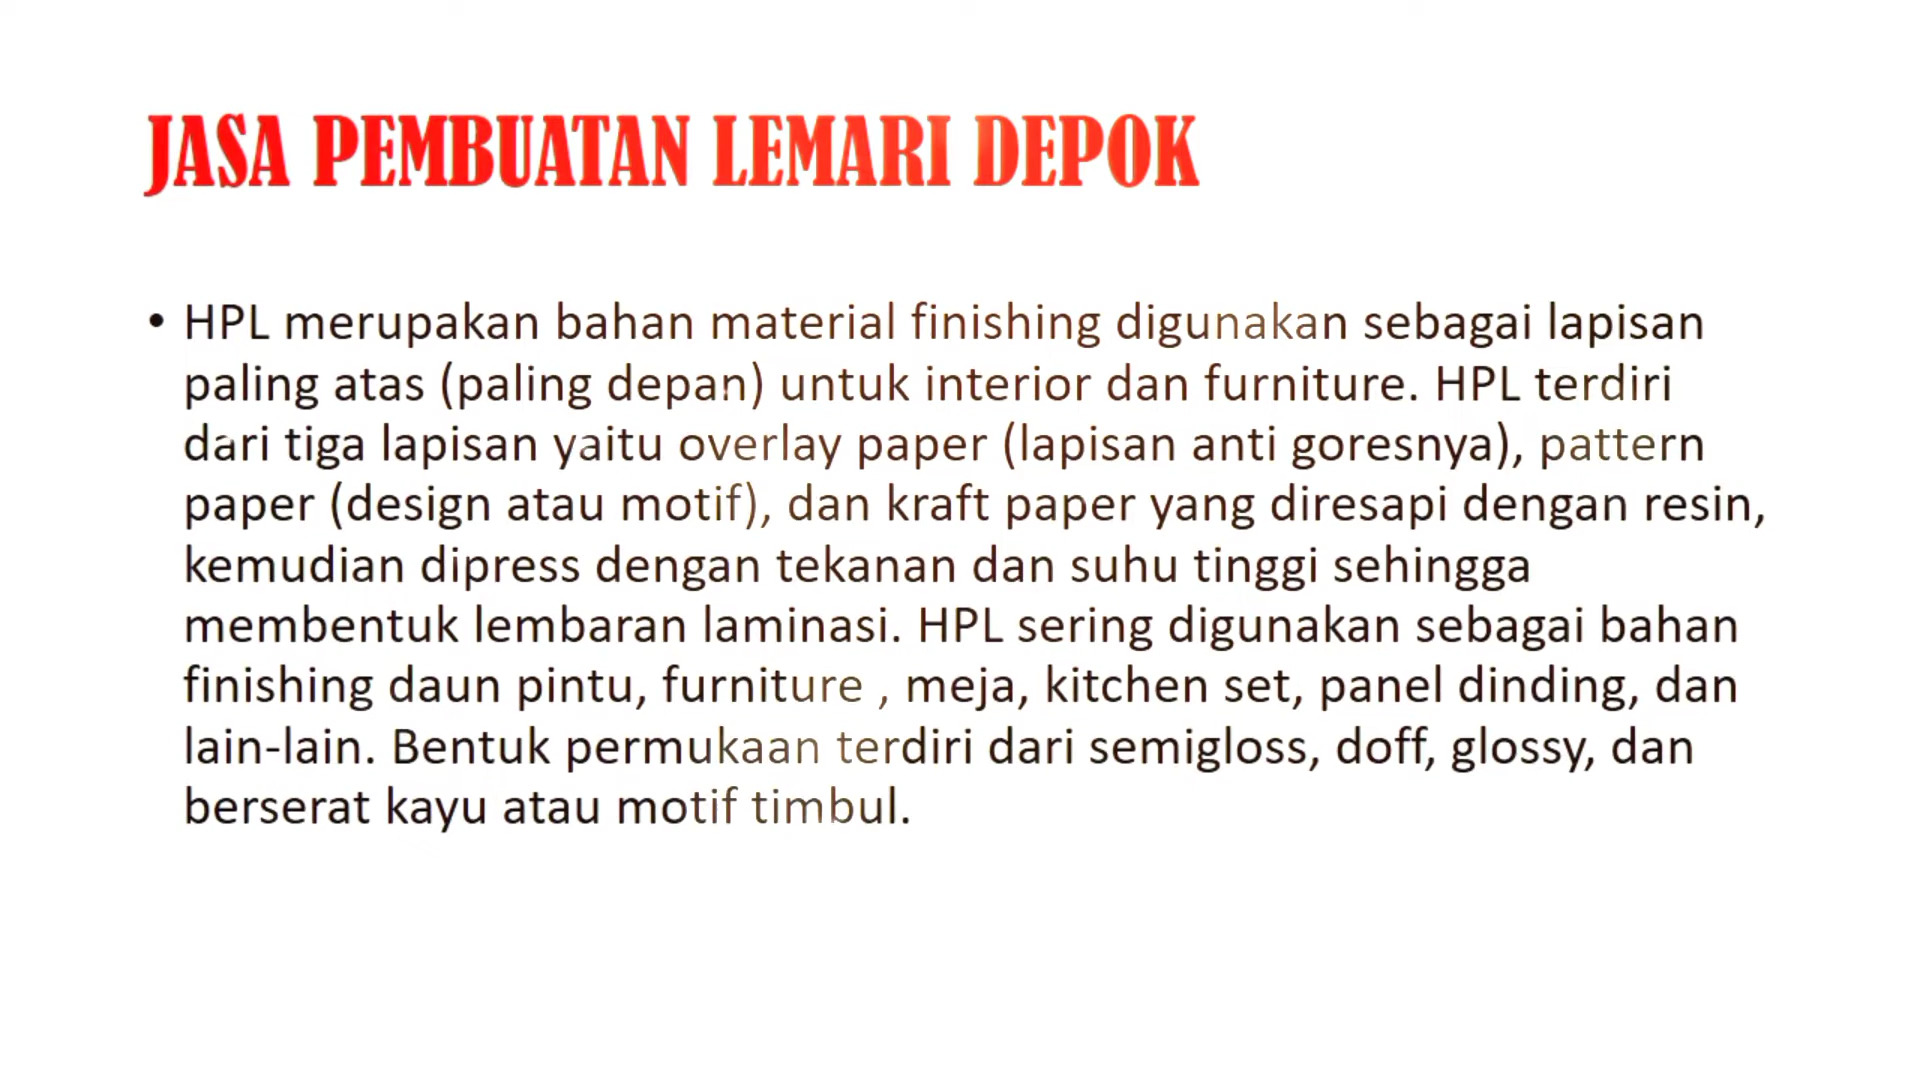 JASA PEMBUATAN LEMARI DEPOK
• HPL merupakan bahan material finishing digunakan sebagai lapisan
paling atas (paling depan) untuk interior dan furniture. HPL terdiri
dari tiga lapisan yaitu overlay paper (lapisan anti goresnya), pattern
paper (design atau motif), dan kraft paper yang diresapi dengan resin,
kemudian dipress dengan tekanan dan suhu tinggi sehingga
membentuk lembaran laminasi. HPL sering digunakan sebagai bahan
finishing daun pintu, furniture , meja, kitchen set, panel dinding, dan
lain-lain. Bentuk permukaan terdiri dari semigloss, doff, glossy, dan
berserat kayu atau motif timbul.